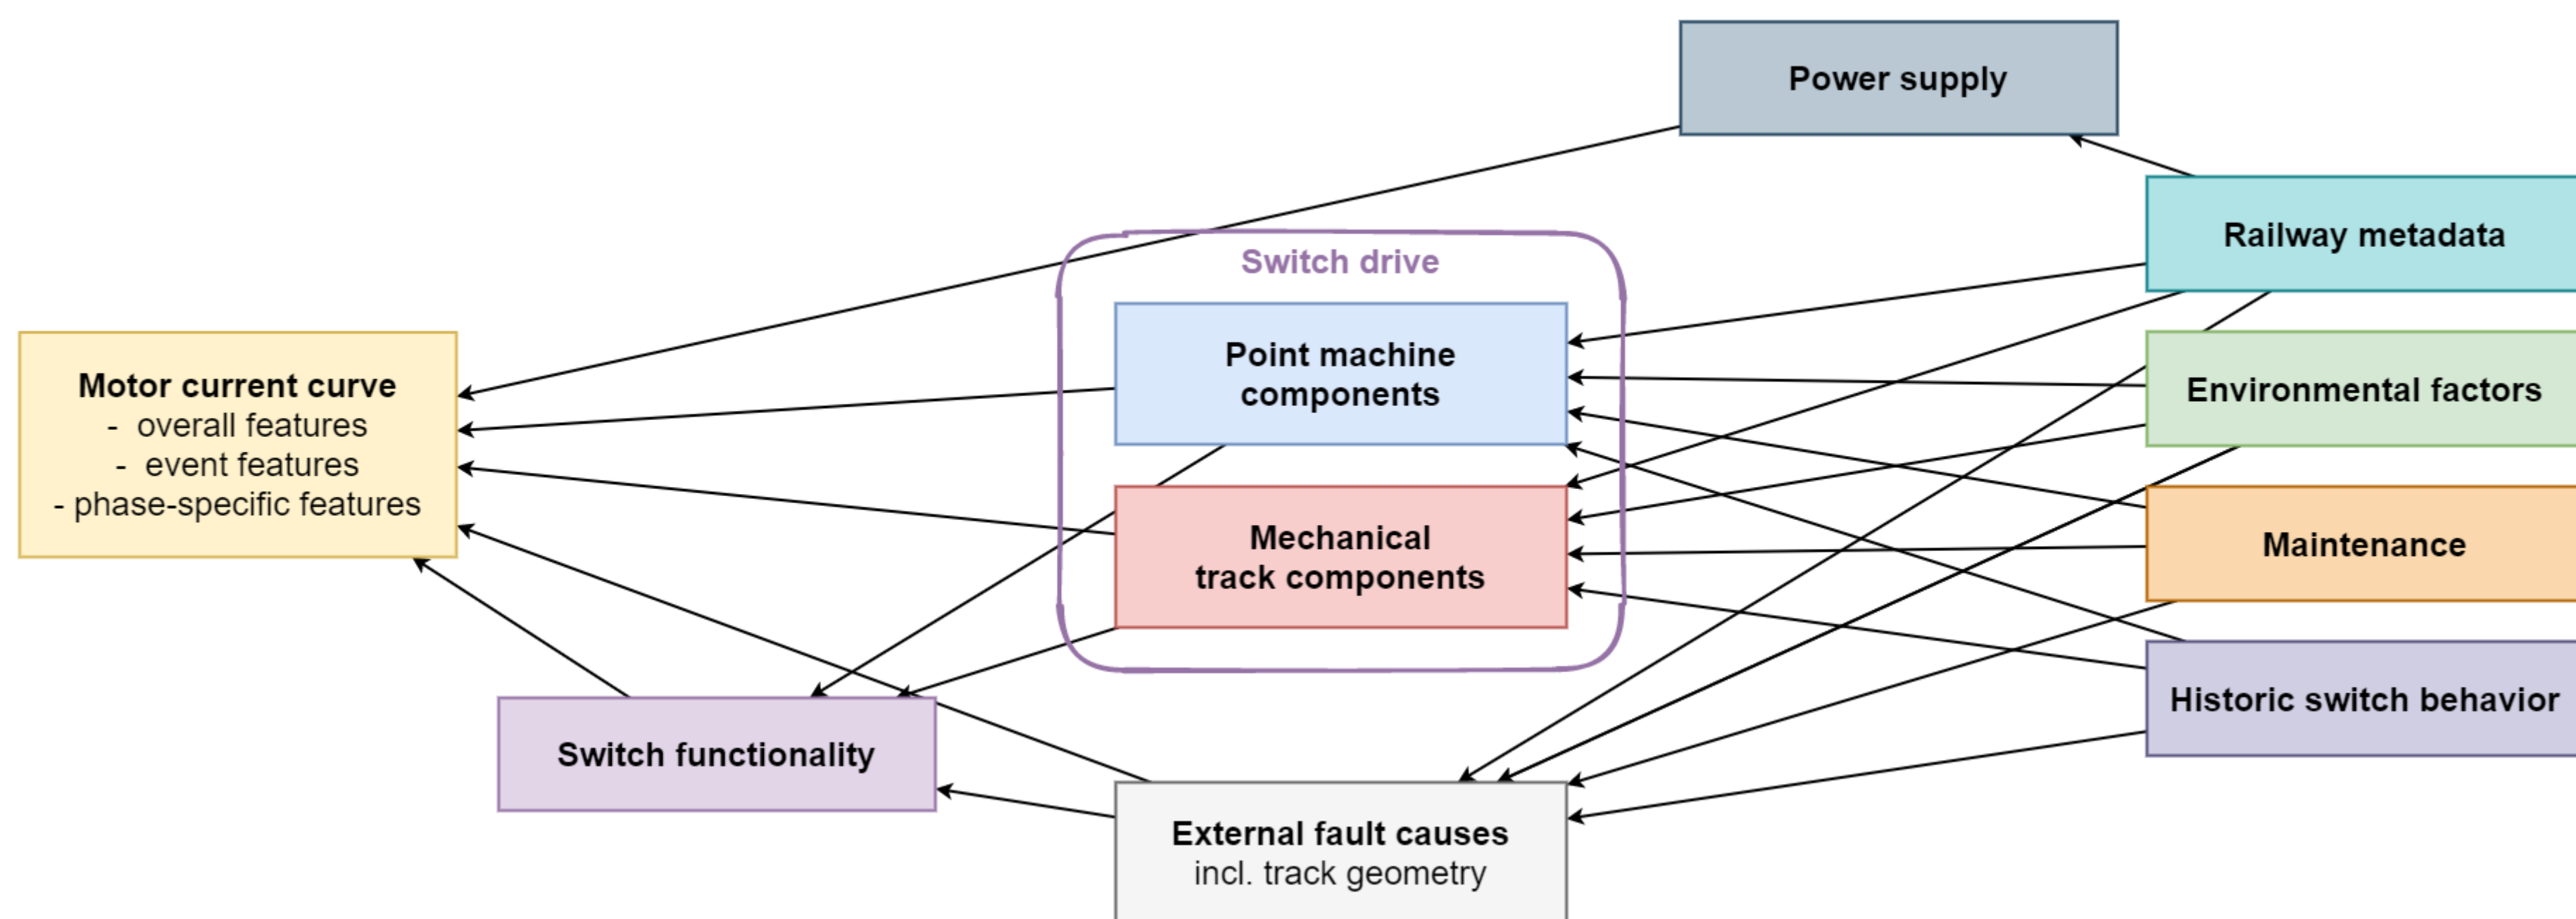 Power supply
Railway metadata
Switch drive
Point machine
components
Environmental factors
Motor current curve
- overall features
- event features
- phase-specific features
Mechanical
track components
Maintenance
Historic switch behavior
Switch functionality
External fault causes
incl. track geometry